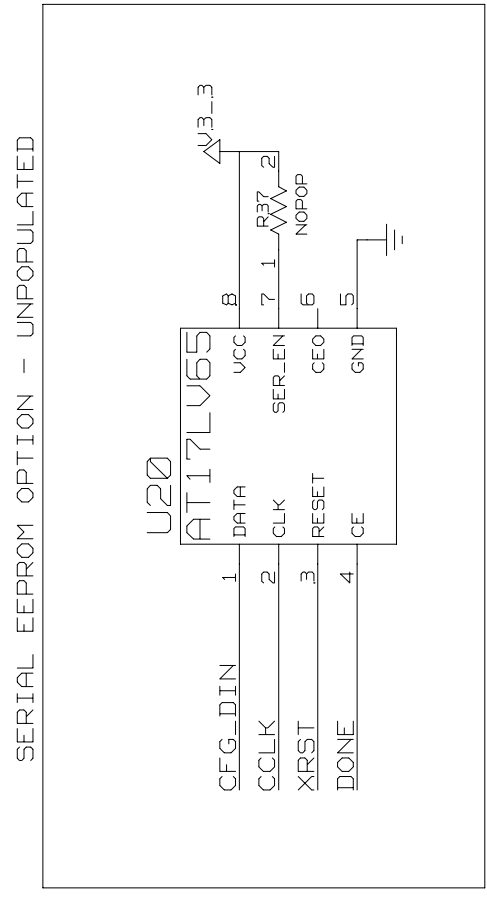 SERIAL EEPROM OPTION - UNPOPULATED
U20
AT17LV65
CFG_DIN 1 DATA VCC 8
CCLK 2 CLK SER_EN 7 1 R37 2
XRST 3 RESET CEO 6 NOPOP
DONE 4 CE GND 5
V3_3